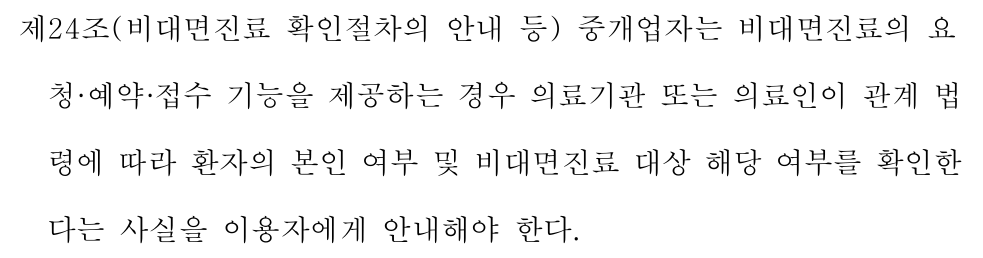 제24조(비대면진료 확인절차의 안내 등) 중개업자는 비대면진료의 요
청·예약·접수 기능을 제공하는 경우 의료기관 또는 의료인이 관계 법
령에 따라 환자의 본인 여부 및 비대면진료 대상 해당 여부를 확인한
다는 사실을 이용자에게 안내해야 한다.